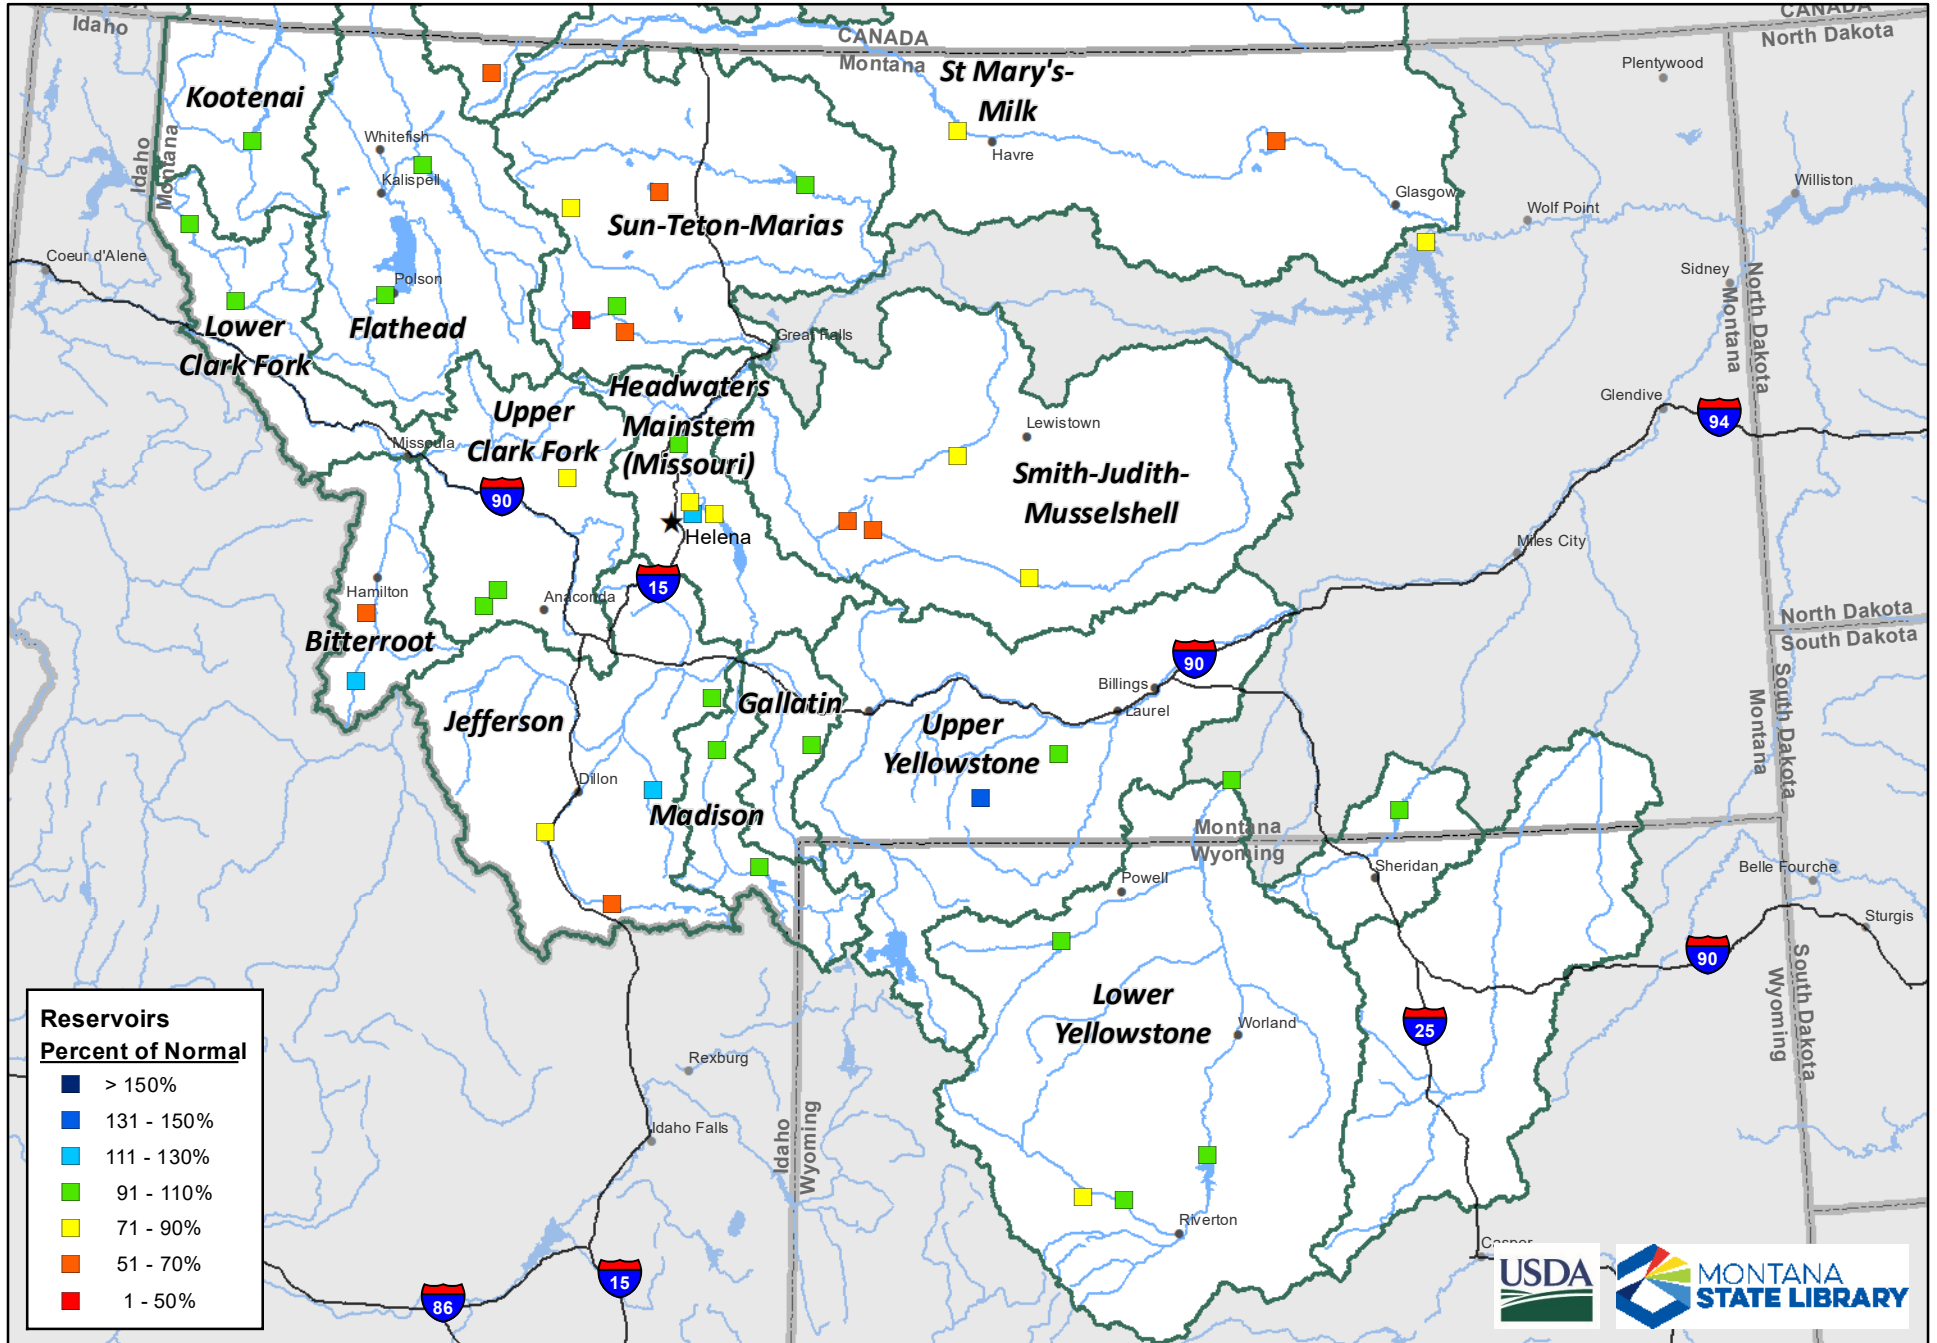 CANADA
Idaho
CANADA
Montana
CANADA
North Dakota
Plentywood
St Mary's-
Milk
Kootenai
Idaho
Montana
Whitefish
Havre
Kalispell
Glasgow
Williston
Wolf Point
Sun-Teton-Marias
Coeur d'Alene
Polson
Sidney
North Dakota
Montana
Lower
Clark Fork
Flathead
Great Falls
Headwaters
Mainstem
(Missouri)
Upper
Clark Fork
Glendive
94
Lewistown
Missoula
Smith-Judith-
Musselshell
90
Helena
Miles City
15
Hamilton
Anaconda
North Dakota
South Dakota
Bitterroot
90
Billings
Laurel
South Dakota
Montana
Jefferson
Gallatin
Upper
Yellowstone
Dillon
Madison
Montana
Wyoming
Sheridan
Powell
Belle Fourche
Sturgis
90
South Dakota
Wyoming
Lower
Yellowstone
Worland
25
Rexburg
Idaho Falls
Idaho
Wyoming
Riverton
Casper
15
86
Reservoirs
Percent of Normal
> 150%
131 - 150%
111 - 130%
91 - 110%
71 - 90%
51 - 70%
1 - 50%
USDA
MONTANA
STATE LIBRARY